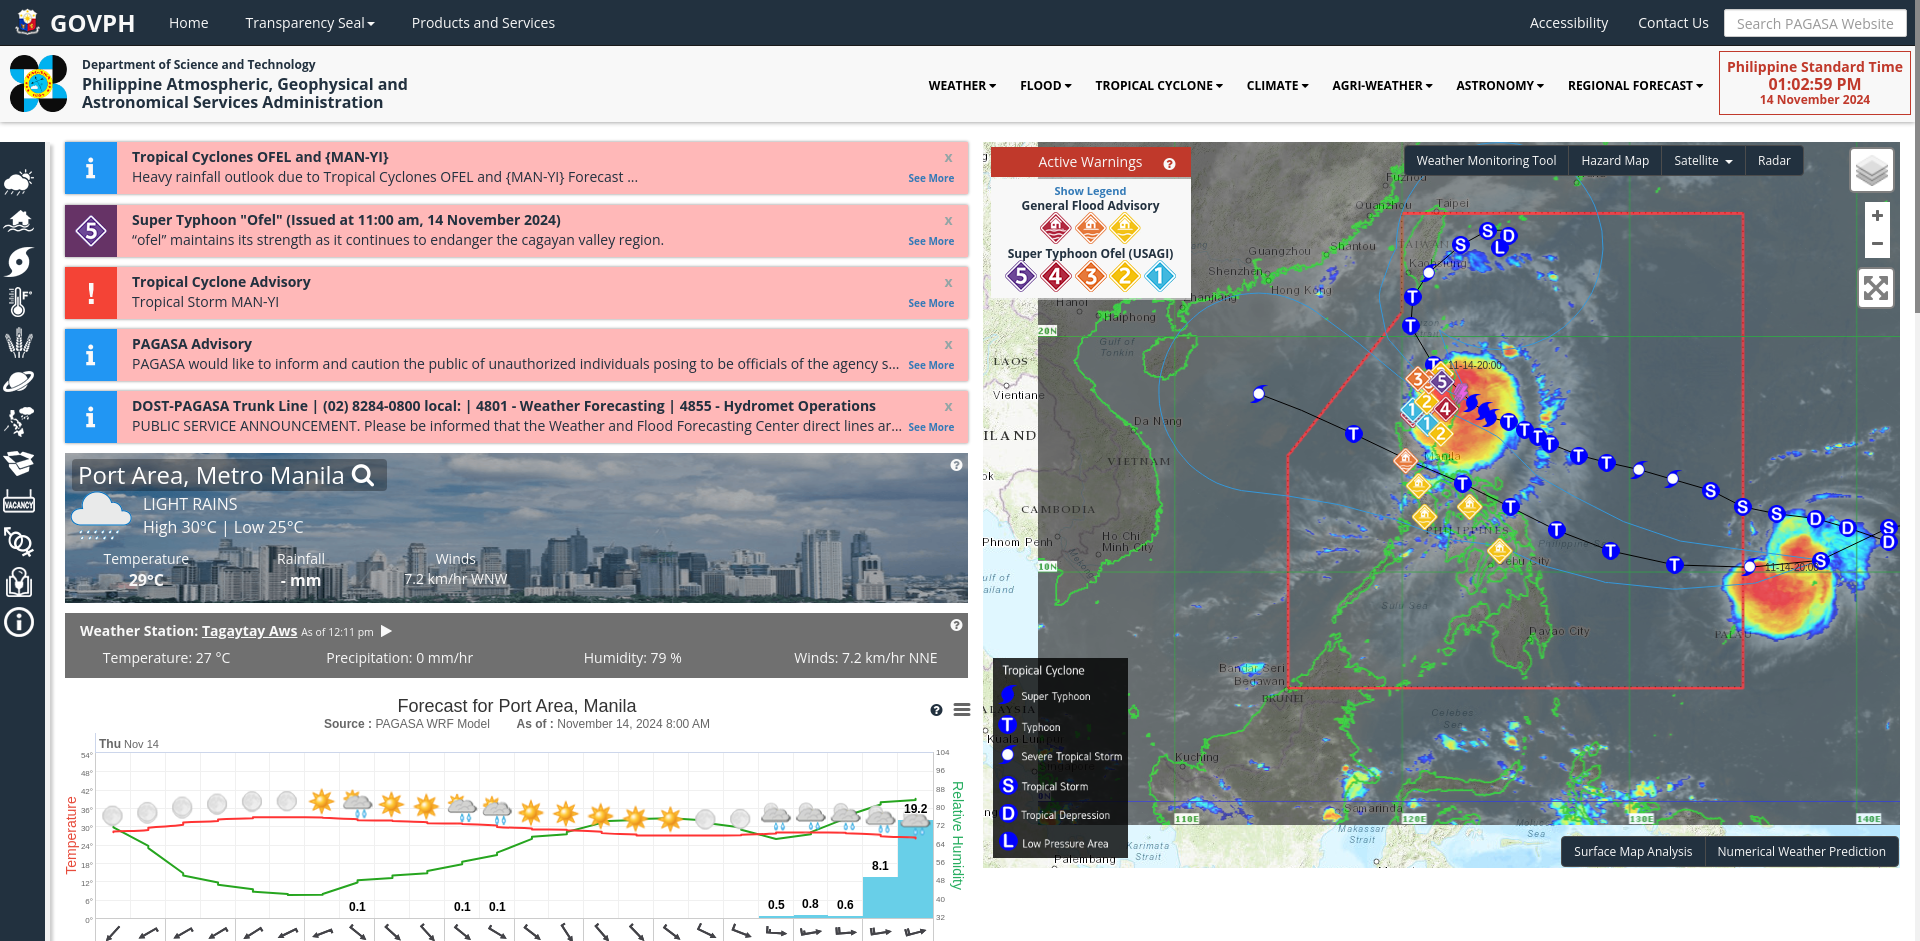 GOVPH
Home
Transparency Seal
Products and Services
Accessibility
Contact Us
Search PAGASA Website
Department of Science and Technology
Philippine Atmospheric, Geophysical and
Astronomical Services Administration
WEATHER
FLOOD
TROPICAL CYCLONE
CLIMATE
AGRI-WEATHER
ASTRONOMY
REGIONAL FORECAST
Philippine Standard Time
01:02:59 PM
14 November 2024
Tropical Cyclones OFEL and {MAN-YI}
x
Heavy rainfall outlook due to Tropical Cyclones OFEL and {MAN-YI} Forecast ...
See More
5
Super Typhoon "Ofel" (Issued at 11:00 am, 14 November 2024)
x
“ofel” maintains its strength as it continues to endanger the cagayan valley region.
See More
!
Tropical Cyclone Advisory
x
Tropical Storm MAN-YI
See More
PAGASA Advisory
x
PAGASA would like to inform and caution the public of unauthorized individuals posing to be officials of the agency s...
See More
DOST-PAGASA Trunk Line | (02) 8284-0800 local: | 4801 - Weather Forecasting | 4855 - Hydromet Operations
x
PUBLIC SERVICE ANNOUNCEMENT. Please be informed that the Weather and Flood Forecasting Center direct lines ar...
See More
VACANCY
Port Area, Metro Manila
LIGHT RAINS
High 30°C | Low 25°C
Temperature
29°C
Rainfall
- mm
Winds
7.2 km/hr WNW
Weather Station: Tagaytay Aws As of 12:11 pm
Temperature: 27 °C
Precipitation: 0 mm/hr
Humidity: 79 %
Winds: 7.2 km/hr NNE
Forecast for Port Area, Manila
Source : PAGASA WRF Model
As of : November 14, 2024 8:00 AM
Thu Nov 14
Temperature
54°
48°
42°
36°
30°
24°
18°
12°
6°
0°
0.1
0.1
0.1
0.5
0.8
0.6
8.1
19.2
104
96
88
80
72
64
56
48
40
32
Relative Humidity
Active Warnings
Show Legend
General Flood Advisory
Super Typhoon Ofel (USAGI)
5
4
3
2
1
Weather Monitoring Tool
Hazard Map
Satellite
Radar
+
−
Fuzhou
Quanzhou
Taipei
TAIWAN
Kaohsiung
Guangzhou
Shantou
Shenzhen
Hong Kong
Zhanjiang
Hanoi
Haiphong
20N
Gulf of
Tonkin
LAOS
Vientiane
Da Nang
VIETNAM
CAMBODIA
Phnom Penh
Ho Chi
Minh City
10N
11-14-20:00
Manila
PHILIPPINES
Cebu City
11-14-20:00
Sulu Sea
Davao City
PALAU
Bandar Seri
Begawan
BRUNEI
Celebes
Sea
Kuching
Samarinda
110E
120E
130E
140E
Makassar
Strait
Karimata
Strait
Palembang
Tropical Cyclone
Super Typhoon
T Typhoon
Severe Tropical Storm
S Tropical Storm
D Tropical Depression
L Low Pressure Area
Surface Map Analysis
Numerical Weather Prediction